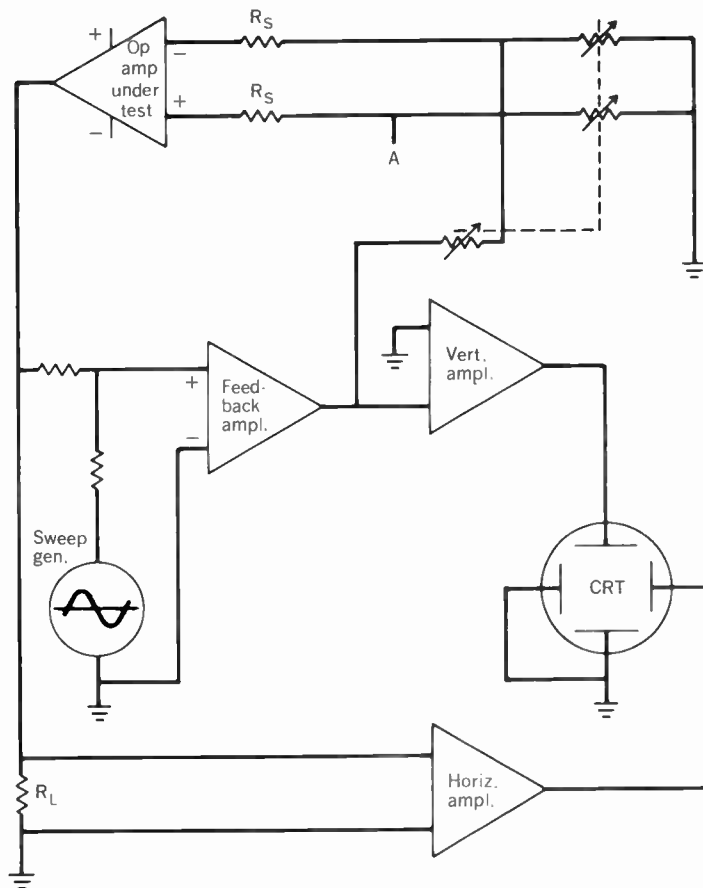 R_S
+
Op
amp
under
test
−
+
−
R_S
A
+
Feed-
back
ampl.
−
Vert.
ampl.
Sweep
gen.
CRT
R_L
Horiz.
ampl.